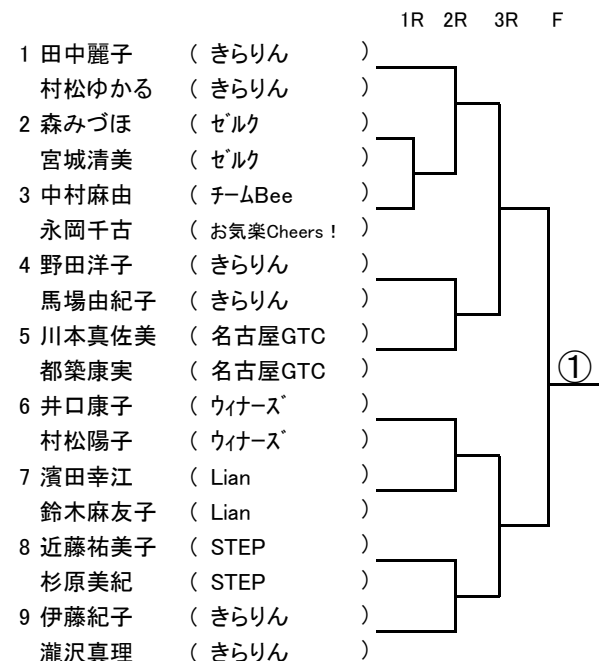 1R 2R 3R F
1 田中麗子 ( きらりん )
村松ゆかる ( きらりん )
2 森みづほ ( ゼルク )
宮城清美 ( ゼルク )
3 中村麻由 ( チームBee )
永岡千古 ( お気楽Cheers! )
4 野田洋子 ( きらりん )
馬場由紀子 ( きらりん )
5 川本真佐美 ( 名古屋GTC )
都築康実 ( 名古屋GTC )
①
6 井口康子 ( ウィナーズ )
村松陽子 ( ウィナーズ )
7 濱田幸江 ( Lian )
鈴木麻友子 ( Lian )
8 近藤祐美子 ( STEP )
杉原美紀 ( STEP )
9 伊藤紀子 ( きらりん )
瀧沢真理 ( きらりん )